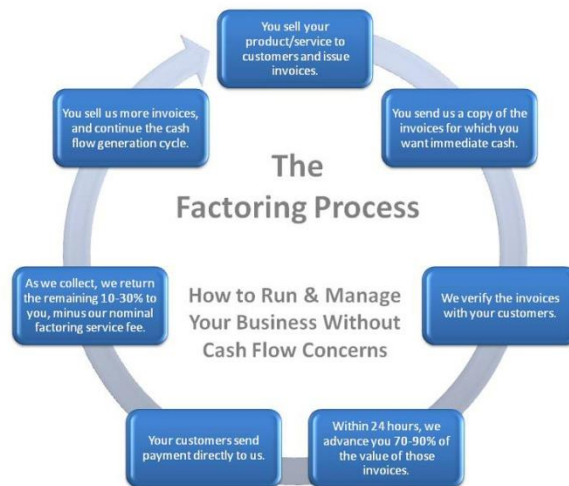 You sell your
product/service to
customers and issue
invoices.
You send us a copy of the
invoices for which you
want immediate cash.
We verify the invoices
with your customers.
Within 24 hours, we
advance you 70-90% of
the value of those
invoices.
Your customers send
payment directly to us.
As we collect, we return
the remaining 10-30% to
you, minus our nominal
factoring service fee.
You sell us more invoices,
and continue the cash
flow generation cycle.
The
Factoring Process
How to Run & Manage
Your Business Without
Cash Flow Concerns